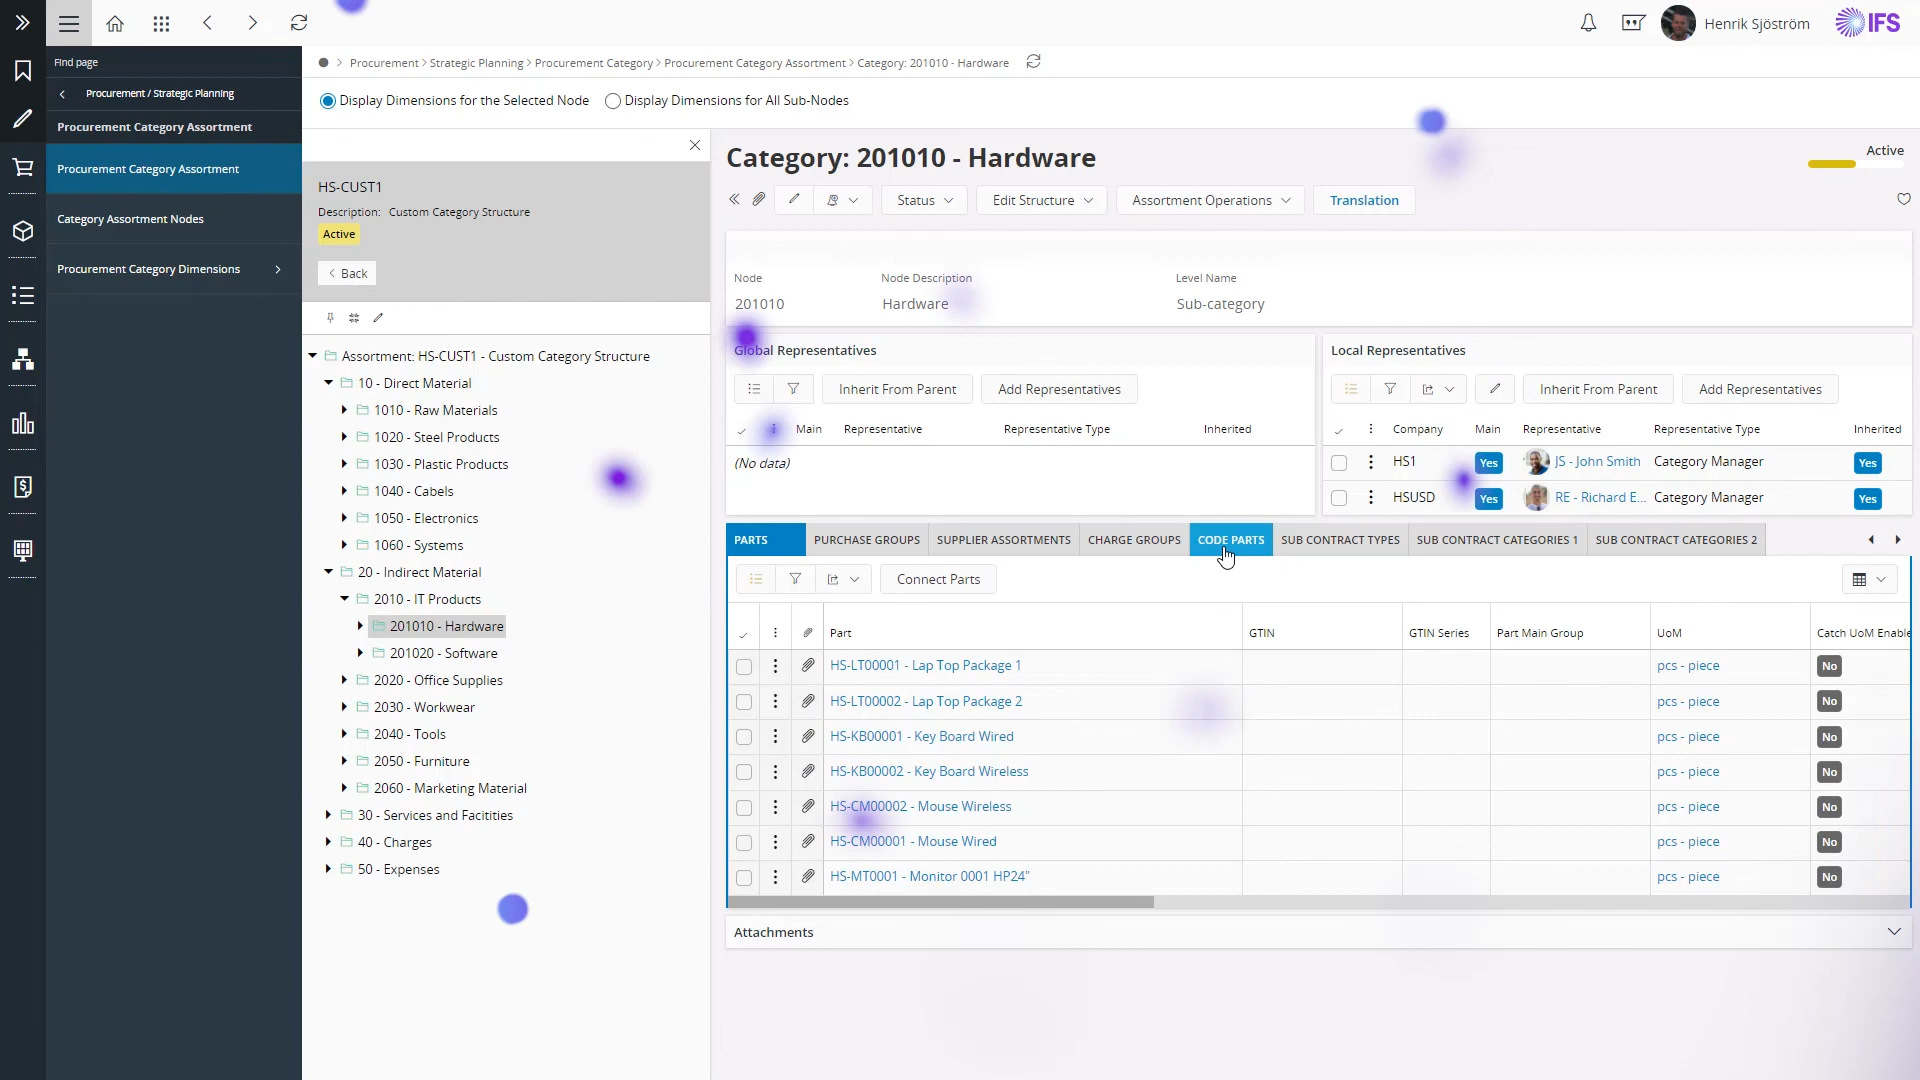 Henrik Sjöström
IFS
Find page
Procurement / Strategic Planning
Procurement Category Assortment
Procurement Category Assortment
Category Assortment Nodes
Procurement Category Dimensions
Procurement > Strategic Planning > Procurement Category > Procurement Category Assortment > Category: 201010 - Hardware
Display Dimensions for the Selected Node
Display Dimensions for All Sub-Nodes
HS-CUST1
Description: Custom Category Structure
Active
Back
Assortment: HS-CUST1 - Custom Category Structure
10 - Direct Material
1010 - Raw Materials
1020 - Steel Products
1030 - Plastic Products
1040 - Cabels
1050 - Electronics
1060 - Systems
20 - Indirect Material
2010 - IT Products
201010 - Hardware
201020 - Software
2020 - Office Supplies
2030 - Workwear
2040 - Tools
2050 - Furniture
2060 - Marketing Material
30 - Services and Facitities
40 - Charges
50 - Expenses
Category: 201010 - Hardware
Active
Status
Edit Structure
Assortment Operations
Translation
Node Node Description Level Name
201010 Hardware Sub-category
Global Representatives
Inherit From Parent
Add Representatives
Main Representative Representative Type Inherited
(No data)
Local Representatives
Inherit From Parent
Add Representatives
Company Main Representative Representative Type Inherited
HS1 Yes JS - John Smith Category Manager Yes
HSUSD Yes RE - Richard E... Category Manager Yes
PARTS PURCHASE GROUPS SUPPLIER ASSORTMENTS CHARGE GROUPS CODE PARTS SUB CONTRACT TYPES SUB CONTRACT CATEGORIES 1 SUB CONTRACT CATEGORIES 2
Connect Parts
Part GTIN GTIN Series Part Main Group UoM Catch UoM Enable
HS-LT00001 - Lap Top Package 1 pcs - piece No
HS-LT00002 - Lap Top Package 2 pcs - piece No
HS-KB00001 - Key Board Wired pcs - piece No
HS-KB00002 - Key Board Wireless pcs - piece No
HS-CM00002 - Mouse Wireless pcs - piece No
HS-CM00001 - Mouse Wired pcs - piece No
HS-MT0001 - Monitor 0001 HP24" pcs - piece No
Attachments